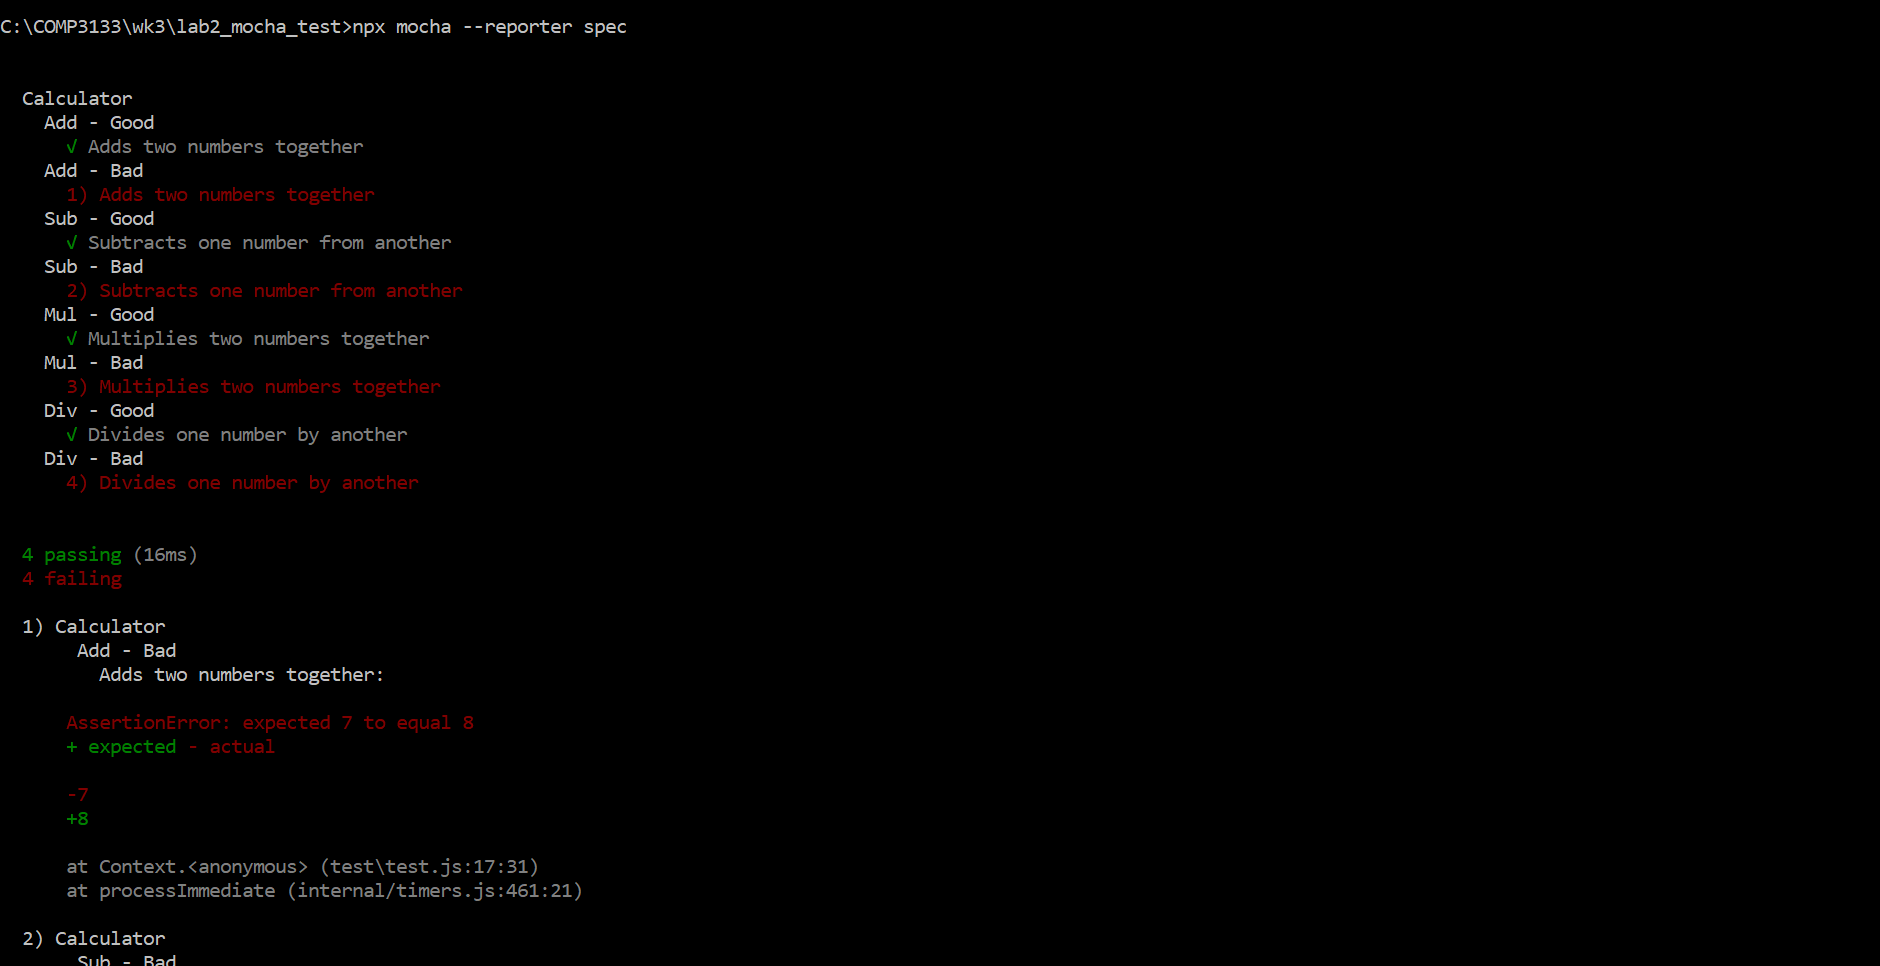 C:\COMP3133\wk3\lab2_mocha_test>npx mocha --reporter spec
Calculator
Add - Good
√ Adds two numbers together
Add - Bad
1) Adds two numbers together
Sub - Good
√ Subtracts one number from another
Sub - Bad
2) Subtracts one number from another
Mul - Good
√ Multiplies two numbers together
Mul - Bad
3) Multiplies two numbers together
Div - Good
√ Divides one number by another
Div - Bad
4) Divides one number by another
4 passing (16ms)
4 failing
1) Calculator
Add - Bad
Adds two numbers together:
AssertionError: expected 7 to equal 8
+ expected - actual
-7
+8
at Context.<anonymous> (test\test.js:17:31)
at processImmediate (internal/timers.js:461:21)
2) Calculator
Sub - Bad